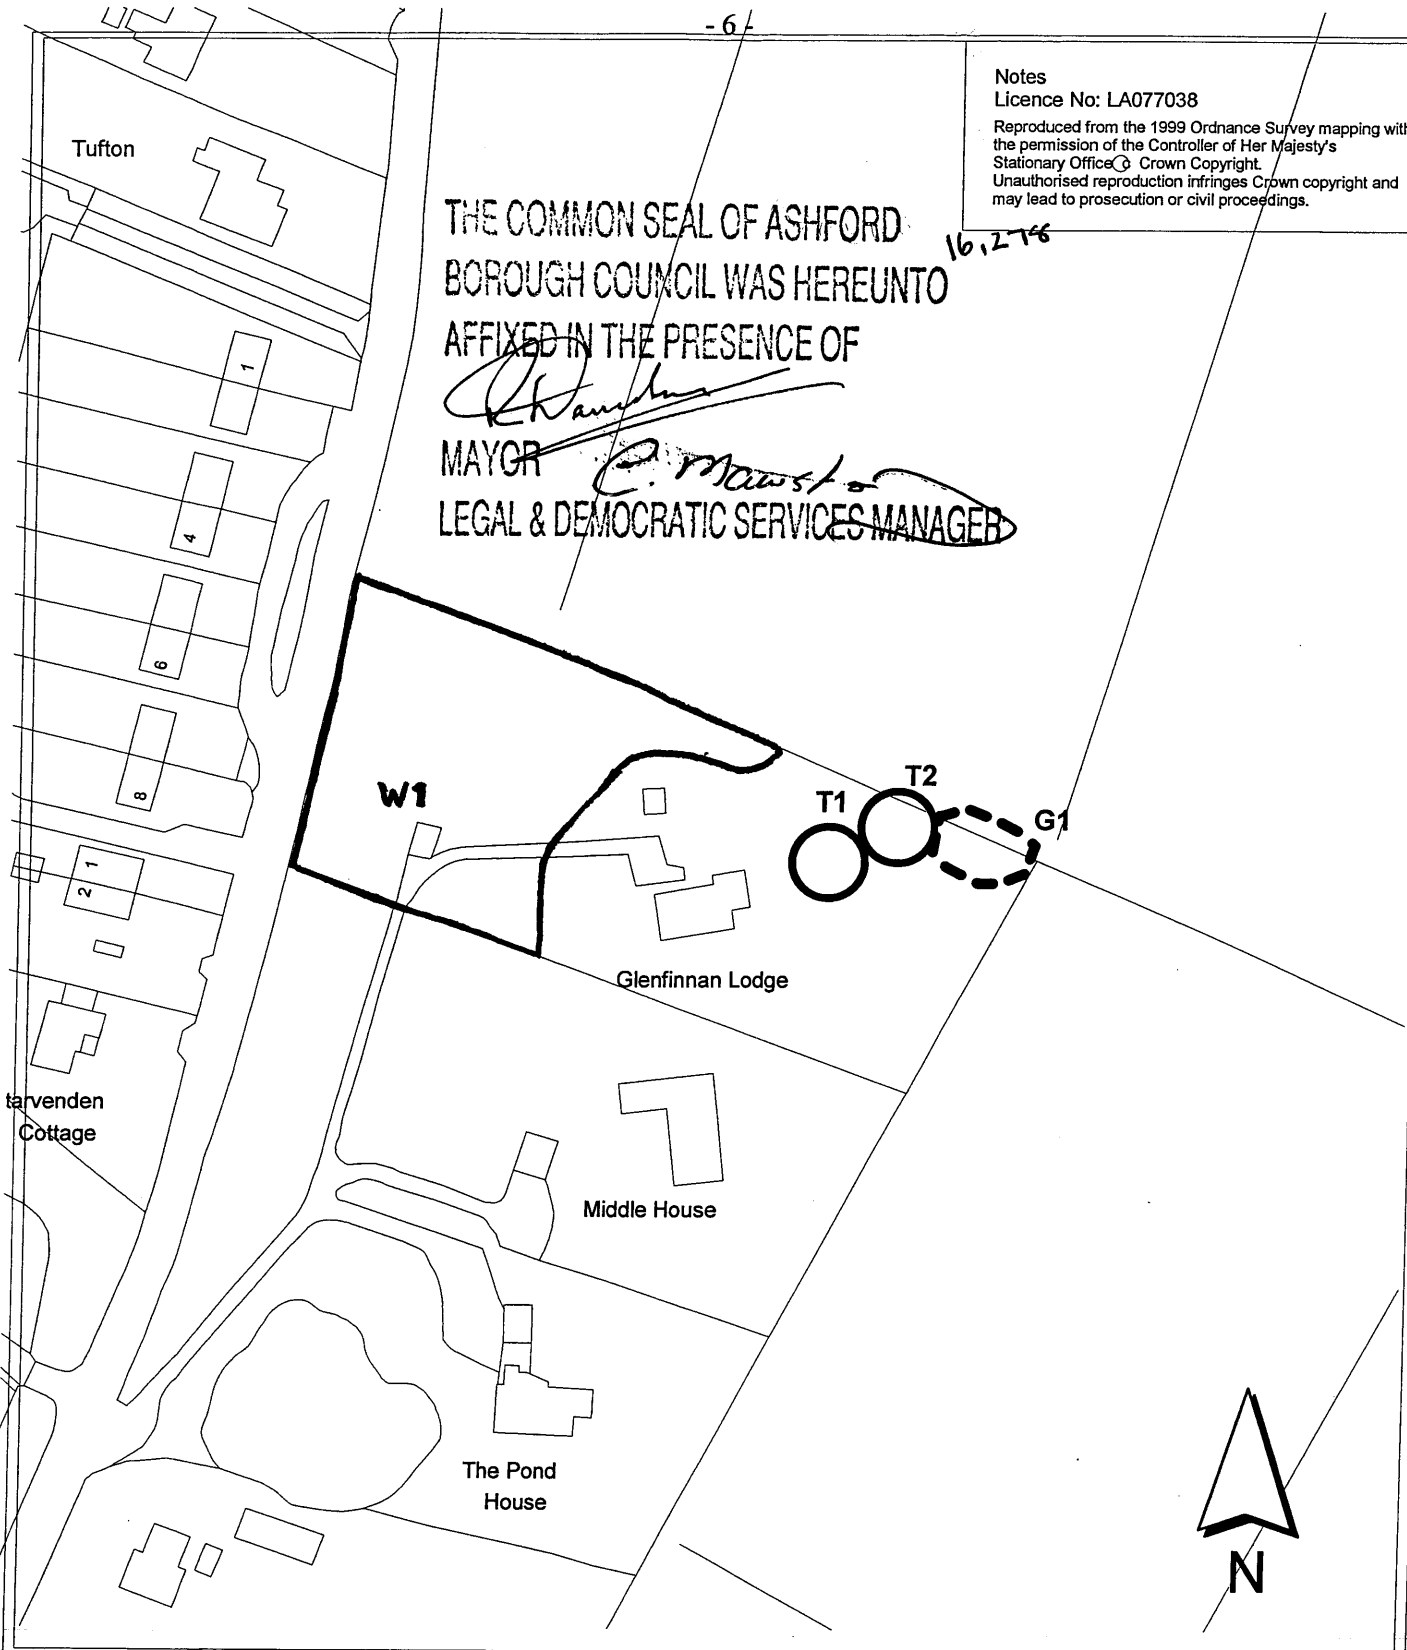 - 6 -
Notes
Licence No: LA077038
Reproduced from the 1999 Ordnance Survey mapping with
the permission of the Controller of Her Majesty's
Stationary Office © Crown Copyright.
Unauthorised reproduction infringes Crown copyright and
may lead to prosecution or civil proceedings.
16,278
Tufton
THE COMMON SEAL OF ASHFORD
BOROUGH COUNCIL WAS HEREUNTO
AFFIXED IN THE PRESENCE OF
MAYOR
LEGAL & DEMOCRATIC SERVICES MANAGER
1
4
6
8
1
2
W1
T1
T2
G1
Glenfinnan Lodge
tarvenden
Cottage
Middle House
The Pond
House
N